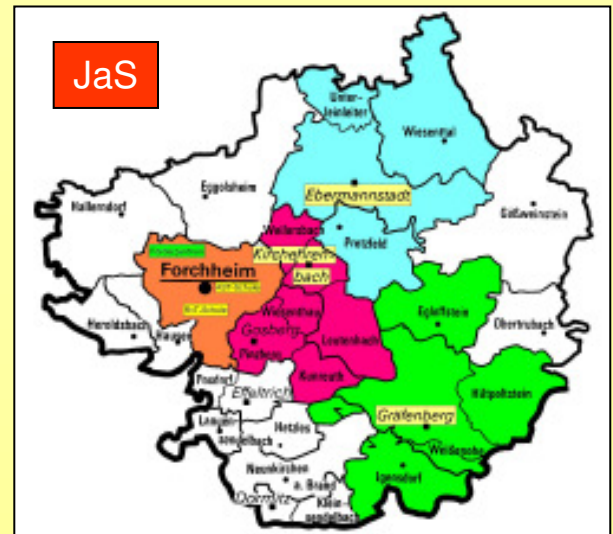 JaS
Unter-
leinleiter
Wiesenttal
Eggolsheim
Ebermannstadt
Hallerndorf
Gößweinstein
Weilersbach
Pretzfeld
Kirchehren-
bach
Forchheim
Wiesenthau
Egloffstein
Gosberg
Leutenbach
Obertrubach
Heroldsbach
Hausen
Pinzberg
Kunreuth
Poxdorf
Effeltrich
Hiltpoltstein
Gräfenberg
Langen-
sendelbach
Hetzles
Weißenohe
Neunkirchen
a. Brand
Igensdorf
Dormitz
Klein-
sendelbach